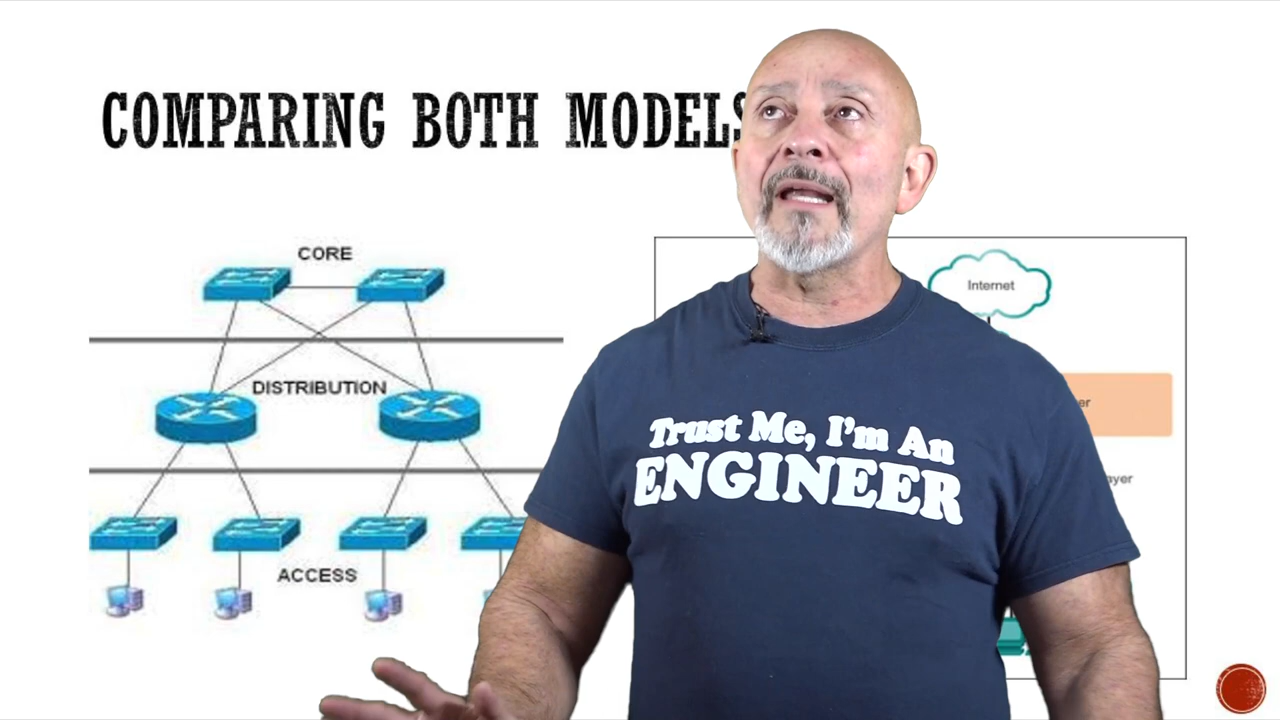 COMPARING BOTH MODELS
CORE
DISTRIBUTION
ACCESS
Internet
Trust Me, I'm An
ENGINEER